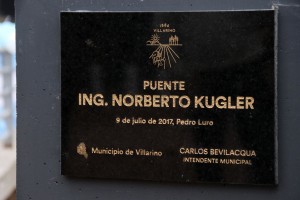 VILLARINO
PUENTE
ING. NORBERTO KUGLER
9 de julio de 2017, Pedro Luro
Municipio de Villarino
CARLOS BEVILACQUA
INTENDENTE MUNICIPAL